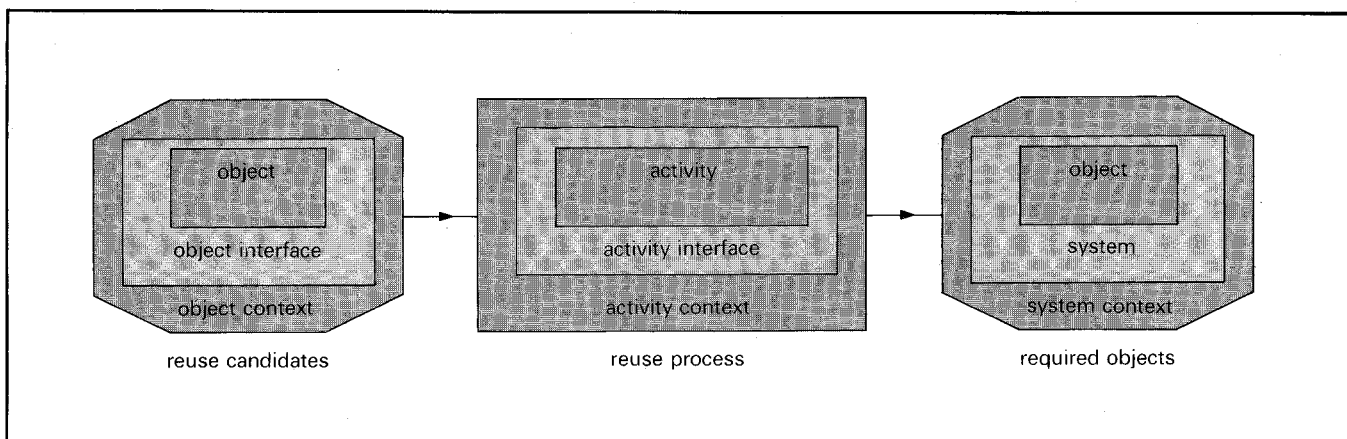 object
object interface
object context
reuse candidates
activity
activity interface
activity context
reuse process
object
system
system context
required objects